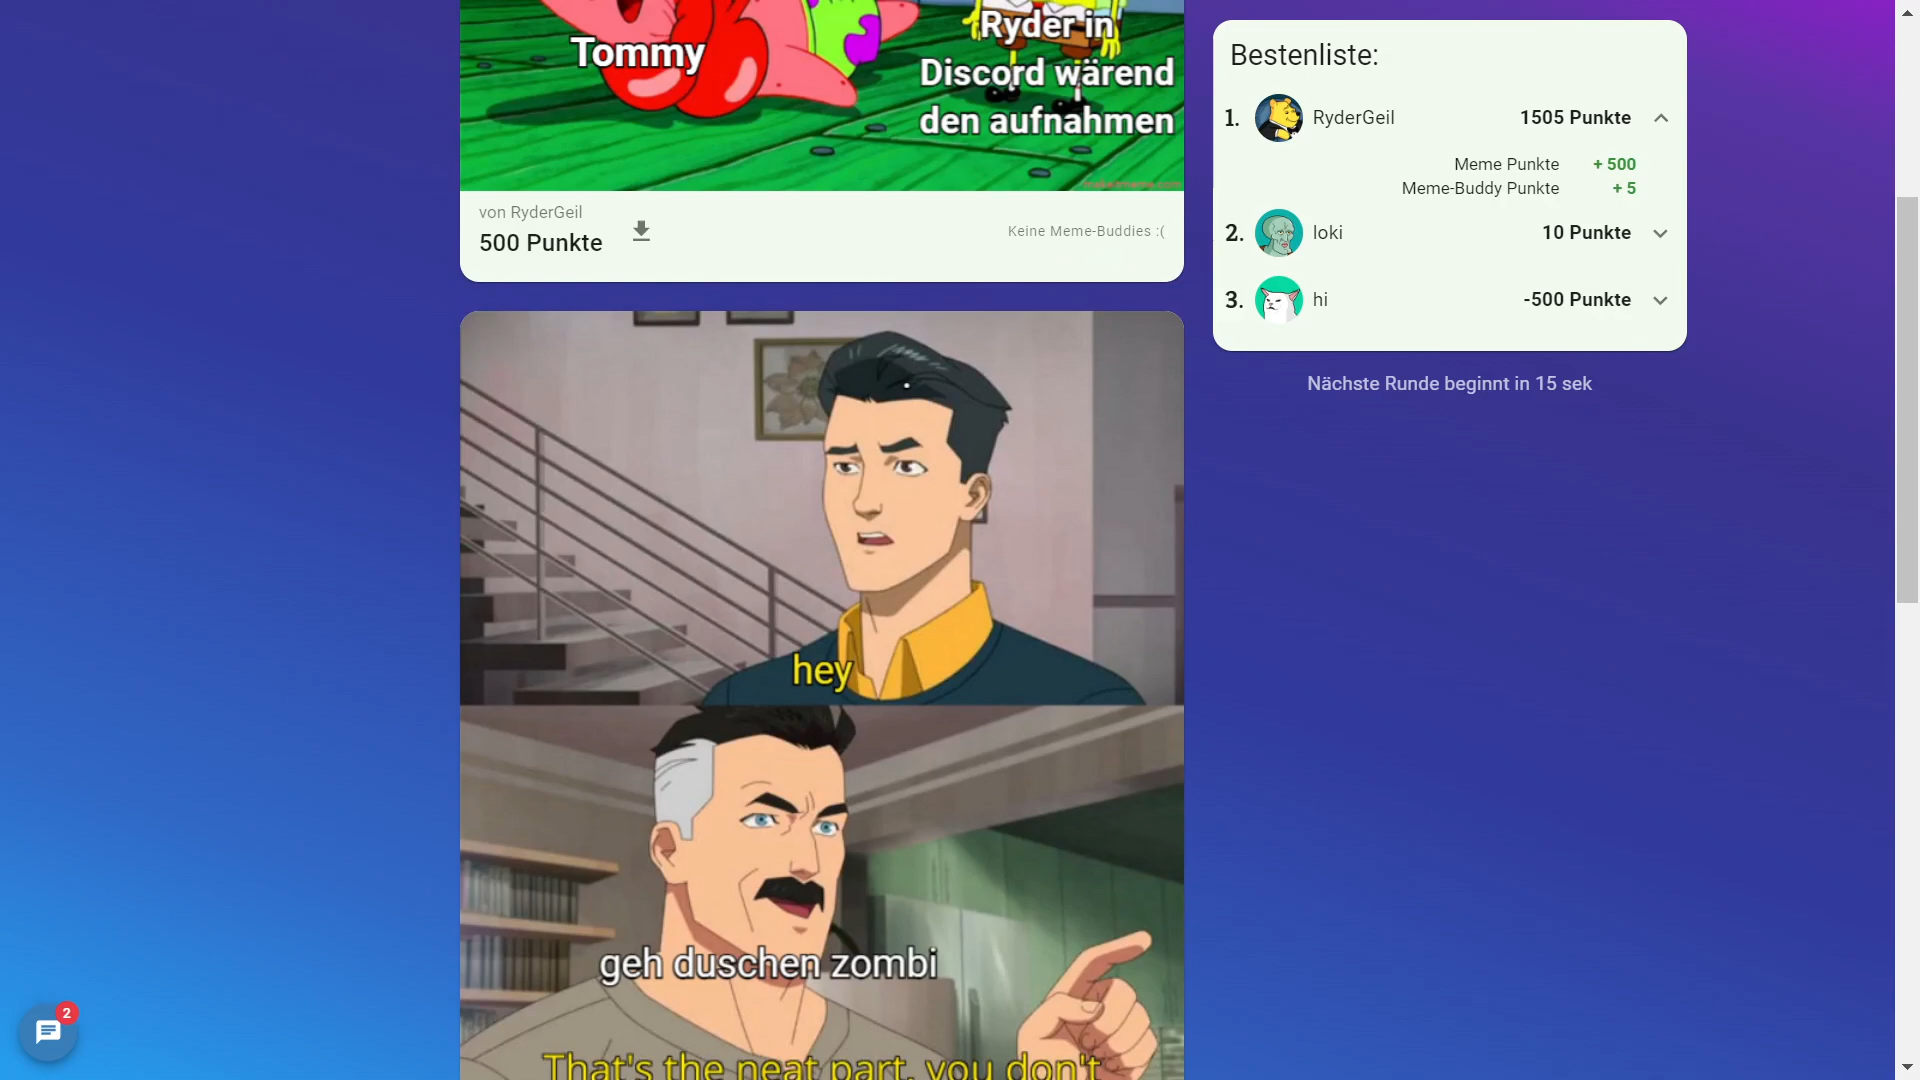 Tommy
Ryder in
Discord wärend
den aufnahmen
makeameme.com
von RyderGeil
500 Punkte
Keine Meme-Buddies :(
hey
geh duschen zombi
That's the neat part, you don't
Bestenliste:
1. RyderGeil 1505 Punkte
Meme Punkte + 500
Meme-Buddy Punkte + 5
2. loki 10 Punkte
3. hi -500 Punkte
Nächste Runde beginnt in 15 sek
2